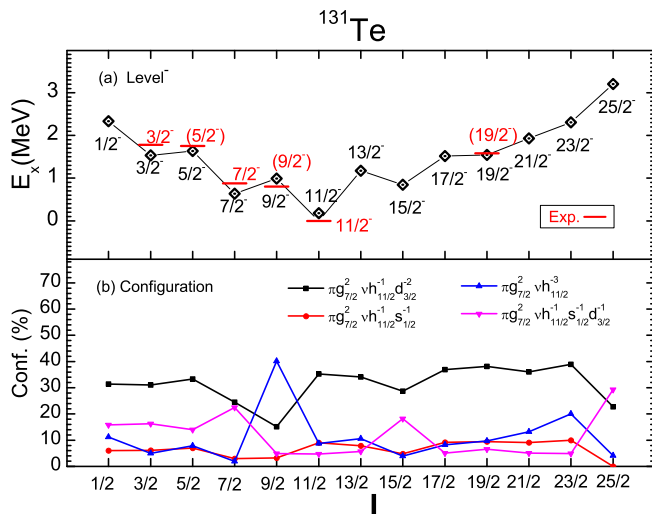 ¹³¹Te
(a) Level⁻
Eₓ(MeV)
3
2
1
0
1/2⁻
3/2⁻
3/2⁻
(5/2⁻)
5/2⁻
7/2⁻
7/2⁻
(9/2⁻)
9/2⁻
11/2⁻
11/2⁻
13/2⁻
15/2⁻
17/2⁻
(19/2⁻)
19/2⁻
21/2⁻
23/2⁻
25/2⁻
Exp.
(b) Configuration
πg²₇/₂ νh⁻¹₁₁/₂d⁻²₃/₂
πg²₇/₂ νh⁻³₁₁/₂
πg²₇/₂ νh⁻¹₁₁/₂s⁻¹₁/₂
πg²₇/₂ νh⁻¹₁₁/₂s⁻¹₁/₂d⁻¹₃/₂
Conf. (%)
70
60
50
40
30
20
10
0
1/2 3/2 5/2 7/2 9/2 11/2 13/2 15/2 17/2 19/2 21/2 23/2 25/2
I